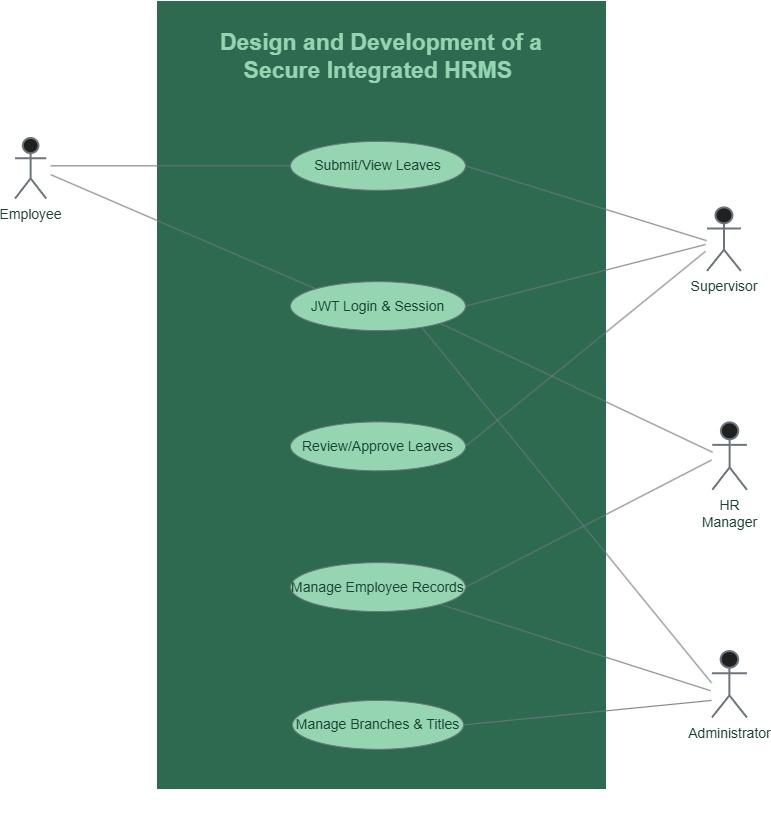 Design and Development of a
Secure Integrated HRMS
Submit/View Leaves
Employee
Supervisor
JWT Login & Session
Review/Approve Leaves
HR
Manager
Manage Employee Records
Manage Branches & Titles
Administrator